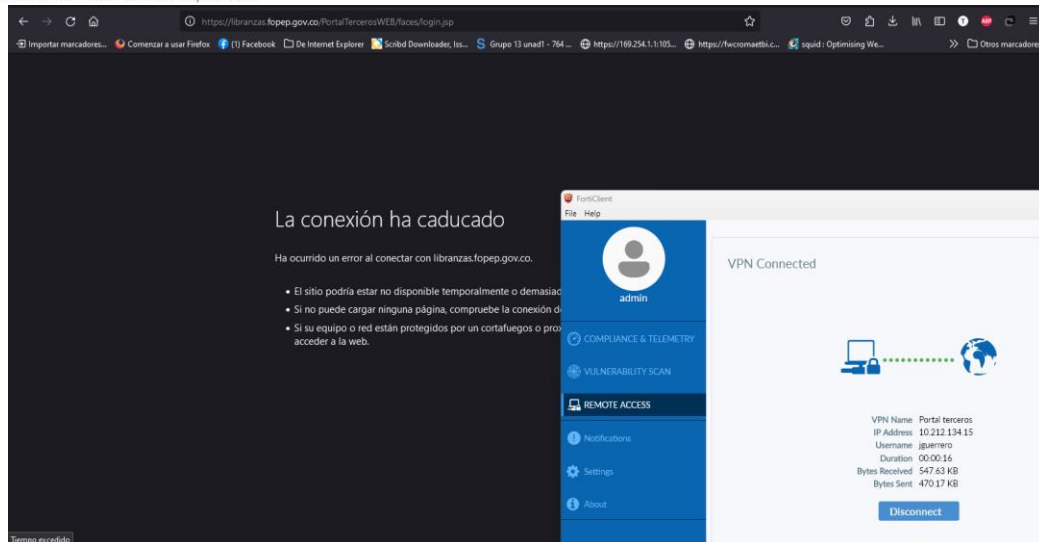 https://libranzas.fopep.gov.co/PortalTercerosWEB/faces/login.jsp
Importar marcadores... Comenzar a usar Firefox (1) Facebook De Internet Explorer Scribd Downloader, Iss... Grupo 13 unad1 - 764 ... https://169.254.1.1:105... https://fwcromaetbi.c... squid : Optimising We... Otros marcadores
La conexión ha caducado
Ha ocurrido un error al conectar con libranzas.fopep.gov.co.
El sitio podría estar no disponible temporalmente o demasiad
Si no puede cargar ninguna página, compruebe la conexión d
Si su equipo o red están protegidos por un cortafuegos o prox
acceder a la web.
Tiempo excedido
FortiClient
File Help
admin
COMPLIANCE & TELEMETRY
VULNERABILITY SCAN
REMOTE ACCESS
Notifications
Settings
About
VPN Connected
VPN Name Portal terceros
IP Address 10.212.134.15
Username jguerrero
Duration 00:00:16
Bytes Received 547.63 KB
Bytes Sent 470.17 KB
Disconnect